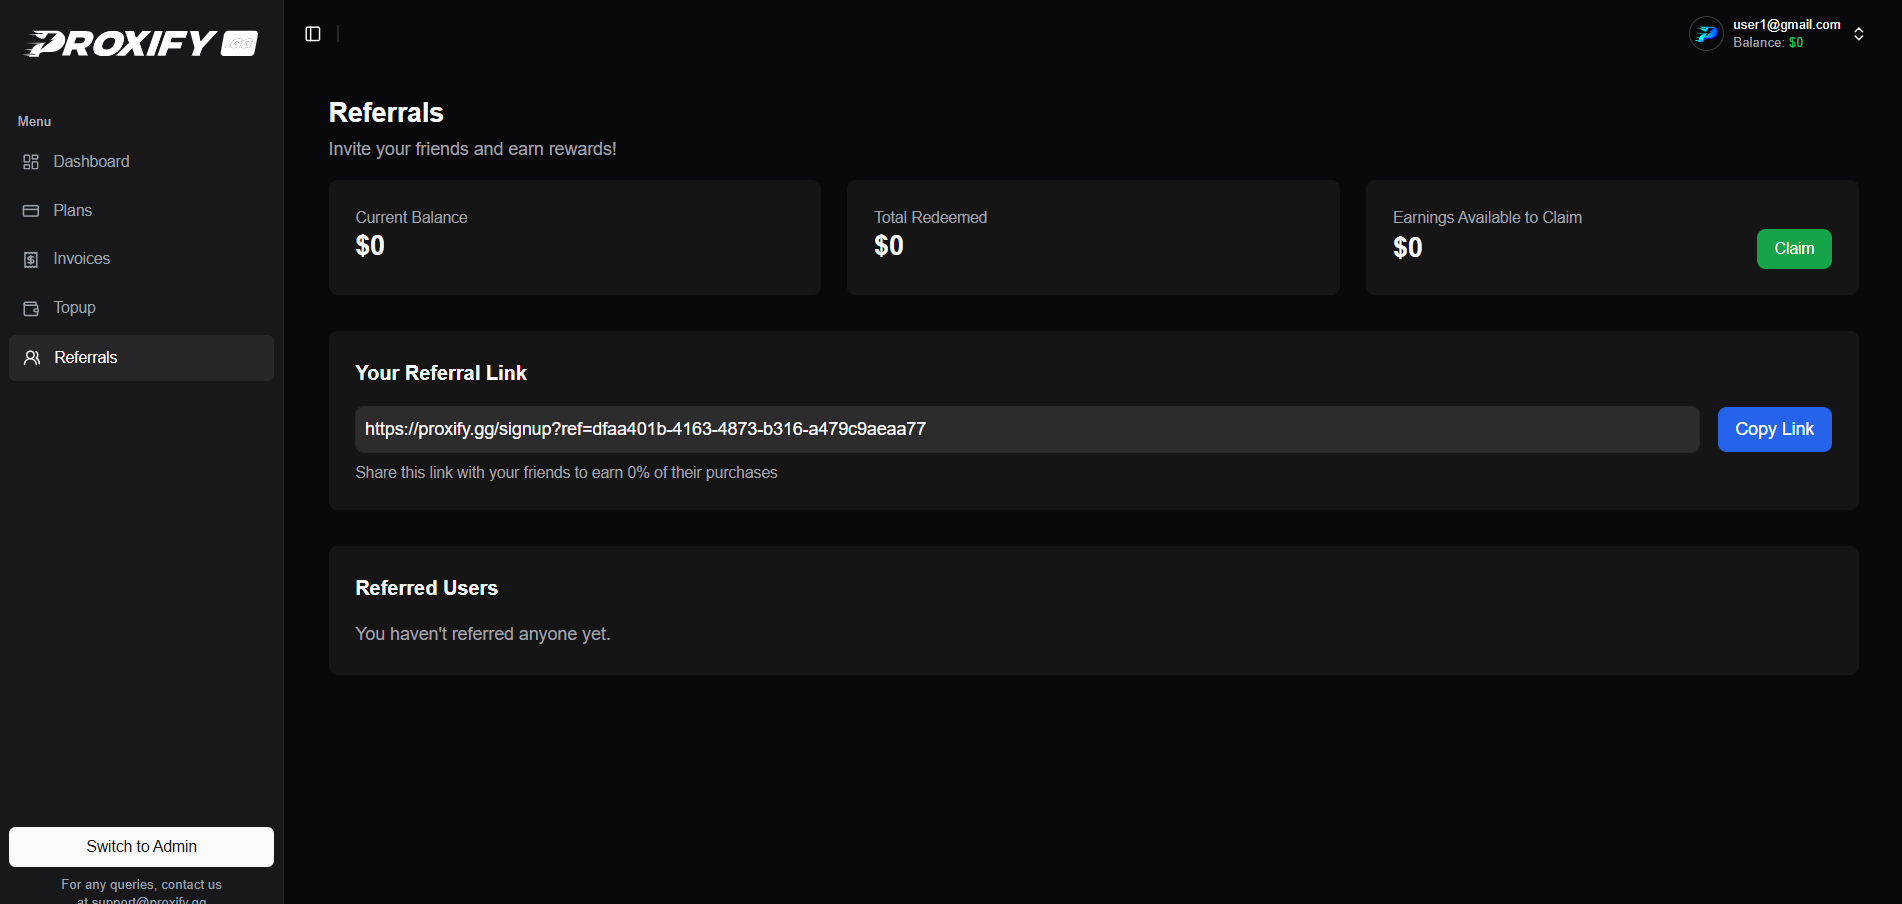 PROXIFY .GG
Menu
Dashboard
Plans
Invoices
Topup
Referrals
Switch to Admin
For any queries, contact us
at support@proxify.gg
user1@gmail.com
Balance: $0
Referrals
Invite your friends and earn rewards!
Current Balance
$0
Total Redeemed
$0
Earnings Available to Claim
$0
Claim
Your Referral Link
https://proxify.gg/signup?ref=dfaa401b-4163-4873-b316-a479c9aeaa77
Copy Link
Share this link with your friends to earn 0% of their purchases
Referred Users
You haven't referred anyone yet.